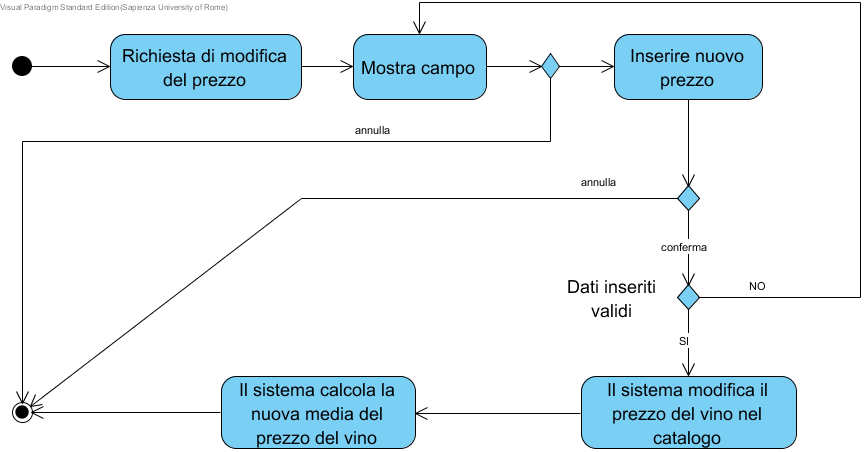 Visual Paradigm Standard Edition(Sapienza University of Rome)
Richiesta di modifica
del prezzo
Mostra campo
Inserire nuovo
prezzo
annulla
annulla
conferma
Dati inseriti
validi
NO
SI
Il sistema calcola la
nuova media del
prezzo del vino
Il sistema modifica il
prezzo del vino nel
catalogo